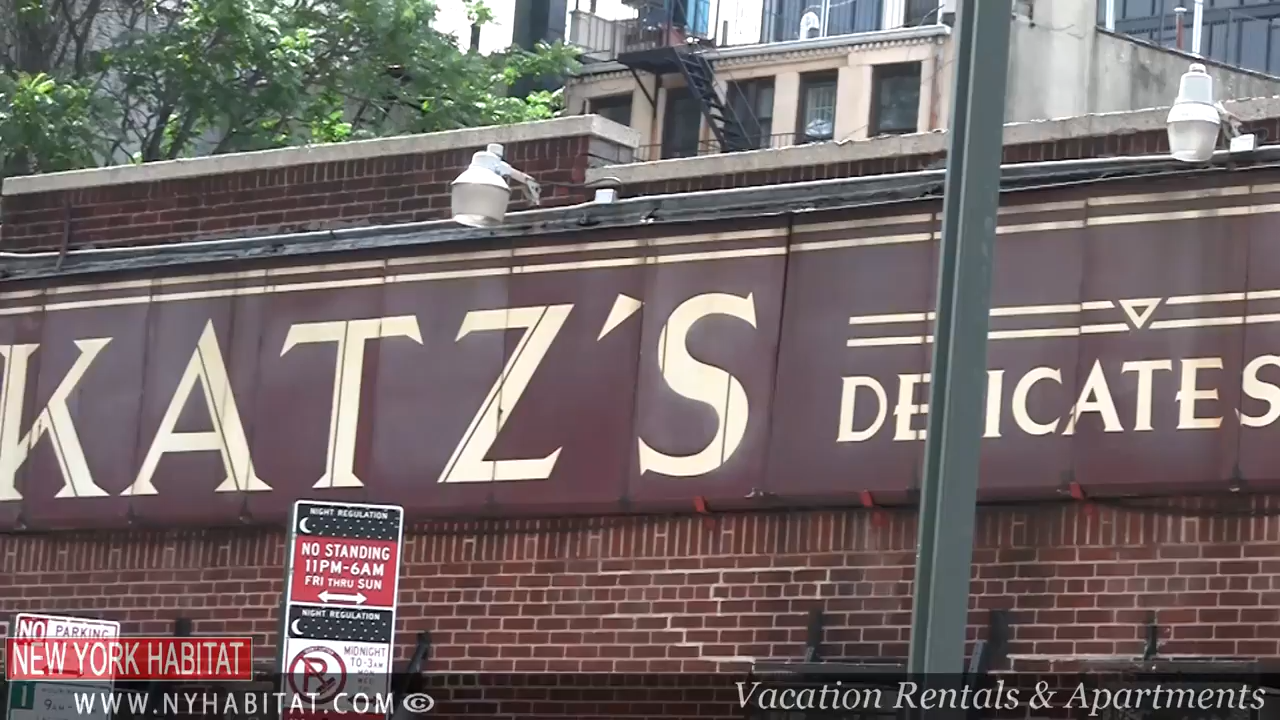 KATZ'S
DELICATES
NIGHT REGULATION
NO STANDING
11PM-6AM
FRI THRU SUN
NIGHT REGULATION
MIDNIGHT
TO-3AM
NO PARKING
NEW YORK HABITAT
WWW.NYHABITAT.COM ©
Vacation Rentals & Apartments